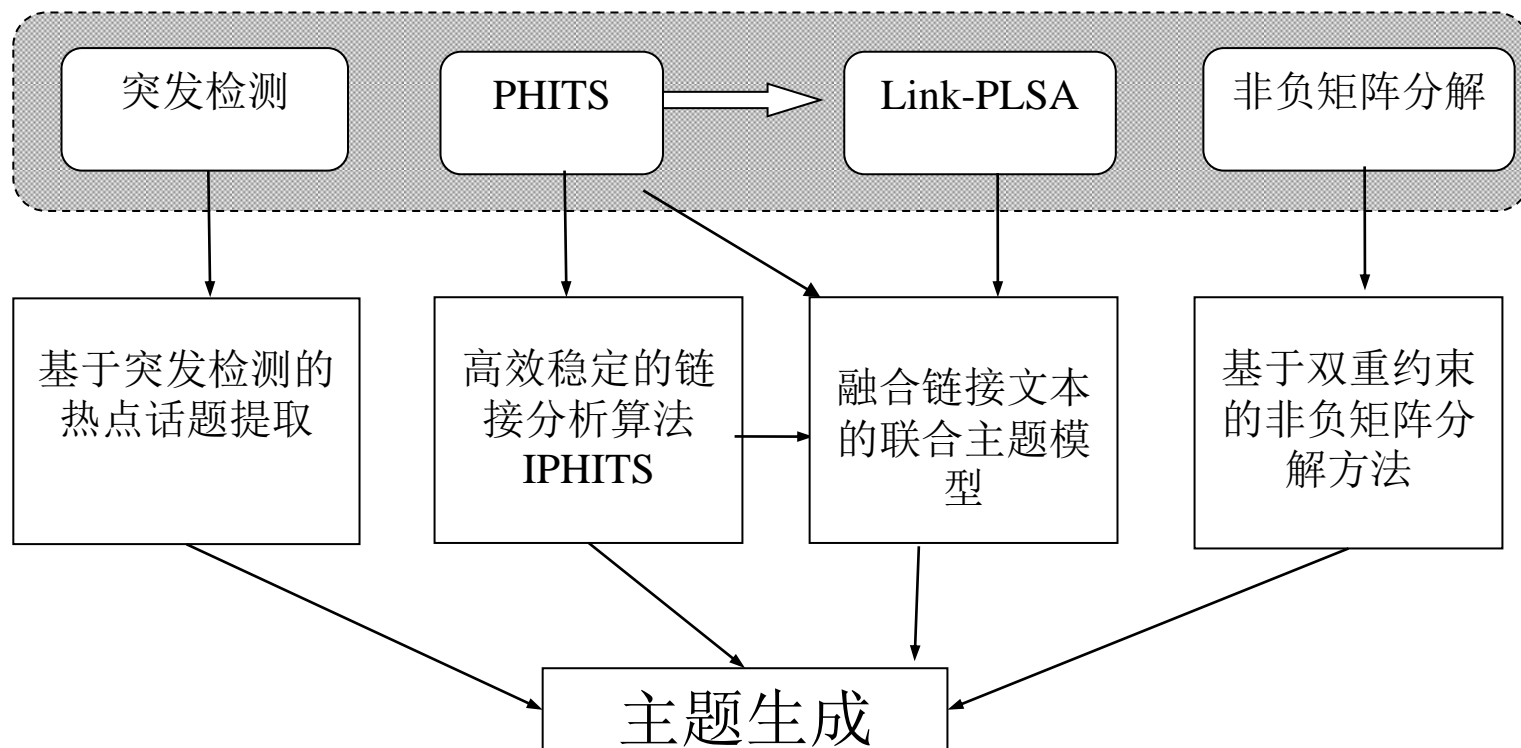 突发检测
PHITS
Link-PLSA
非负矩阵分解
基于突发检测的
热点话题提取
高效稳定的链
接分析算法
IPHITS
融合链接文本
的联合主题模
型
基于双重约束
的非负矩阵分
解方法
主题生成